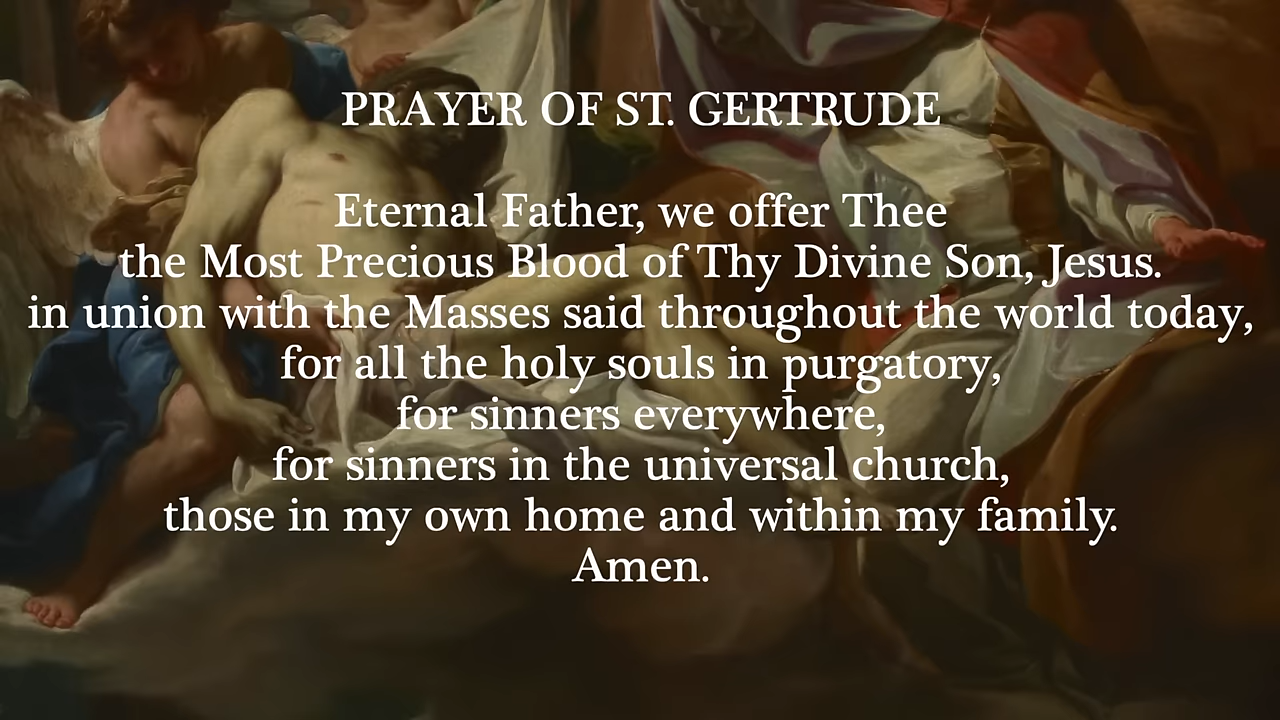 PRAYER OF ST. GERTRUDE
Eternal Father, we offer Thee
the Most Precious Blood of Thy Divine Son, Jesus.
in union with the Masses said throughout the world today,
for all the holy souls in purgatory,
for sinners everywhere,
for sinners in the universal church,
those in my own home and within my family.
Amen.